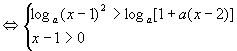 ⇔ { log_a (x−1)² > log_a [1+a(x−2)]
x−1>0